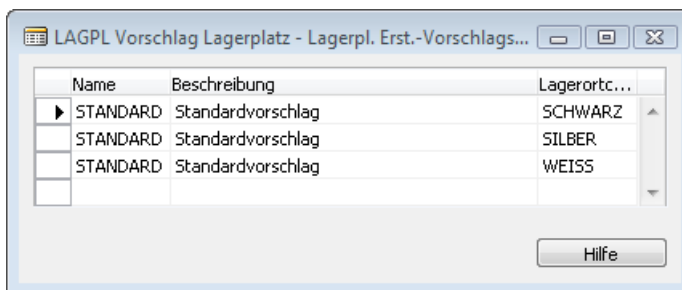 LAGPL Vorschlag Lagerplatz - Lagerpl. Erst.-Vorschlags...
Name Beschreibung Lagerortc...
STANDARD Standardvorschlag SCHWARZ
STANDARD Standardvorschlag SILBER
STANDARD Standardvorschlag WEISS
Hilfe